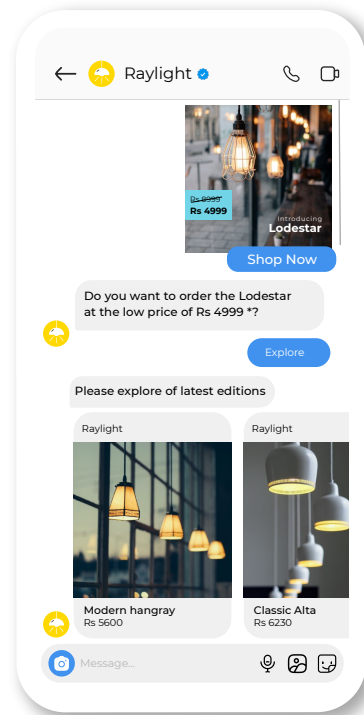 Raylight
Rs 8999
Rs 4999
Introducing
Lodestar
Shop Now
Do you want to order the Lodestar
at the low price of Rs 4999 *?
Explore
Please explore of latest editions
Raylight
Raylight
Modern hangray
Rs 5600
Classic Alta
Rs 6230
Message...